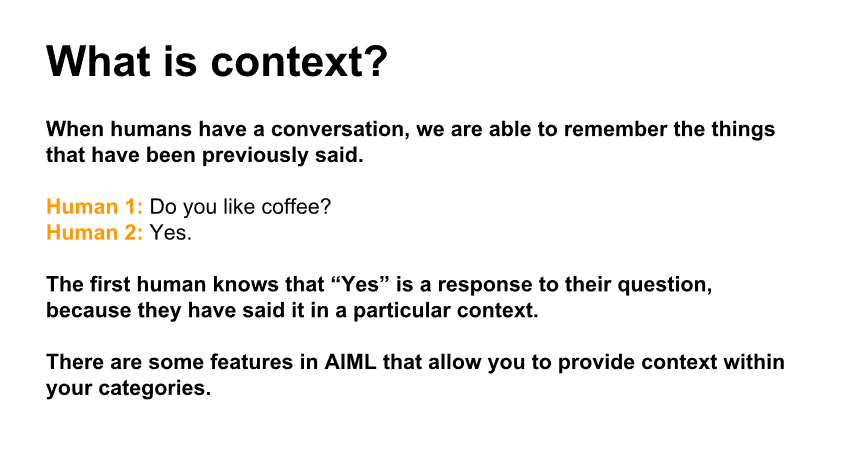 What is context?
When humans have a conversation, we are able to remember the things
that have been previously said.
Human 1: Do you like coffee?
Human 2: Yes.
The first human knows that “Yes” is a response to their question,
because they have said it in a particular context.
There are some features in AIML that allow you to provide context within
your categories.